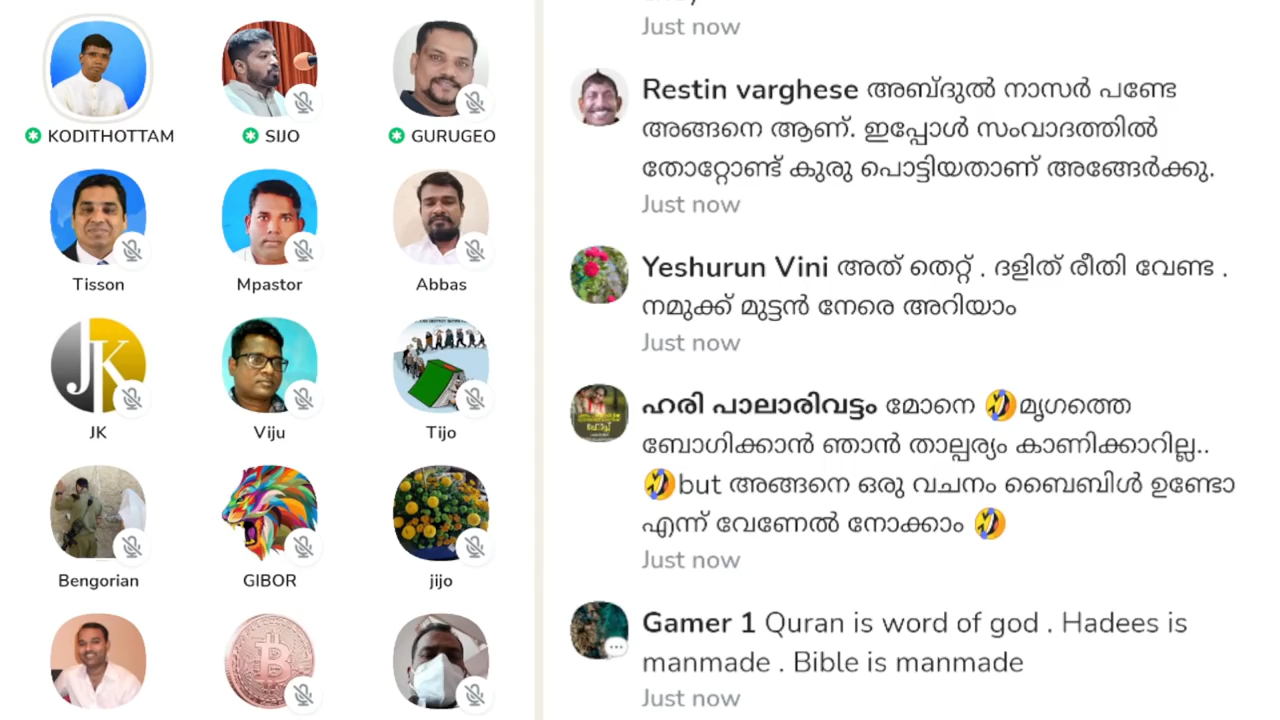 KODITHOTTAM
SIJO
GURUGEO
Tisson
Mpastor
Abbas
JK
JK
Viju
Tijo
Bengorian
GIBOR
jijo
Just now
Restin varghese അബ്ദുൽ നാസർ പണ്ടേ
അങ്ങനെ ആണ്. ഇപ്പോൾ സംവാദത്തിൽ
തോറ്റോണ്ട് കുരു പൊട്ടിയതാണ് അങ്ങേർക്കു.
Just now
Yeshurun Vini അത് തെറ്റ് . ദളിത് രീതി വേണ്ട .
നമുക്ക് മുട്ടൻ നേരെ അറിയാം
Just now
ഹരി പാലാരിവട്ടം മോനെ 🤣മൃഗത്തെ
ബോഗിക്കാൻ ഞാൻ താല്പര്യം കാണിക്കാറില്ല..
🤣but അങ്ങനെ ഒരു വചനം ബൈബിൾ ഉണ്ടോ
എന്ന് വേണേൽ നോക്കാം 🤣
Just now
Gamer 1 Quran is word of god . Hadees is
manmade . Bible is manmade
Just now